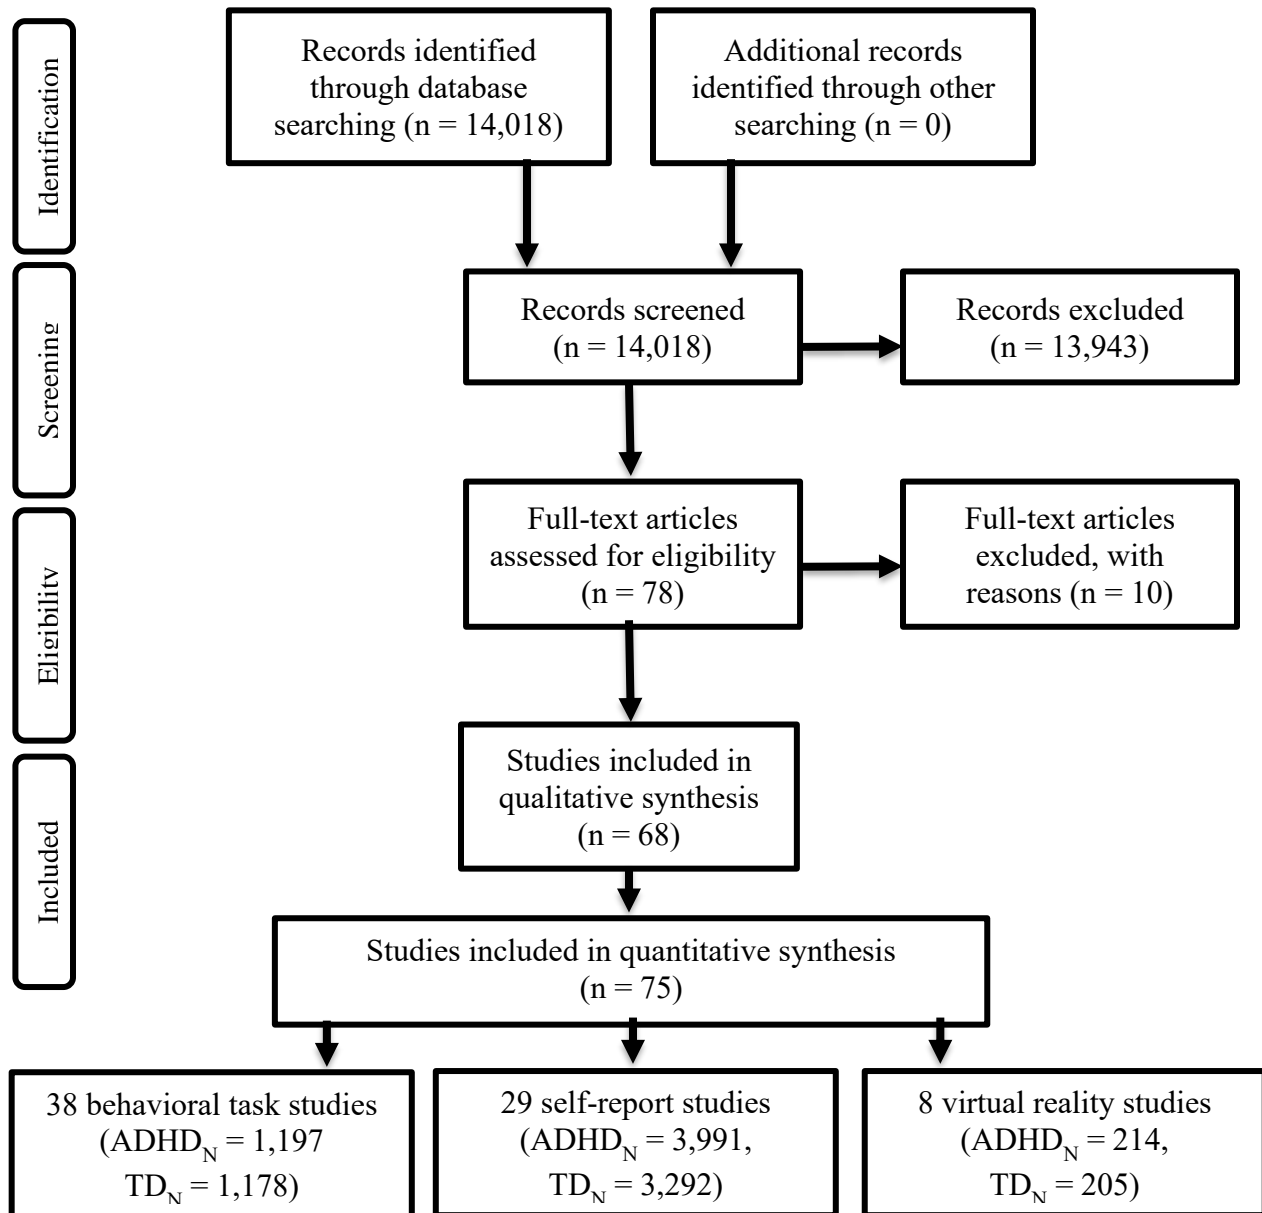 Identification
Records identified
through database
searching (n = 14,018)
Additional records
identified through other
searching (n = 0)
Screening
Records screened
(n = 14,018)
Records excluded
(n = 13,943)
Eligibility
Full-text articles
assessed for eligibility
(n = 78)
Full-text articles
excluded, with
reasons (n = 10)
Included
Studies included in
qualitative synthesis
(n = 68)
Studies included in quantitative synthesis
(n = 75)
38 behavioral task studies
(ADHDN = 1,197
TDN = 1,178)
29 self-report studies
(ADHDN = 3,991,
TDN = 3,292)
8 virtual reality studies
(ADHDN = 214,
TDN = 205)